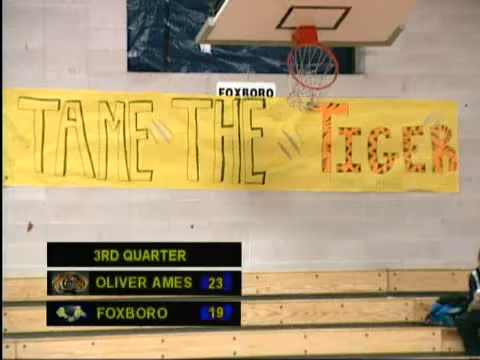 FOXBORO
TAME THE TIGER
3RD QUARTER
OLIVER AMES 23
FOXBORO 19